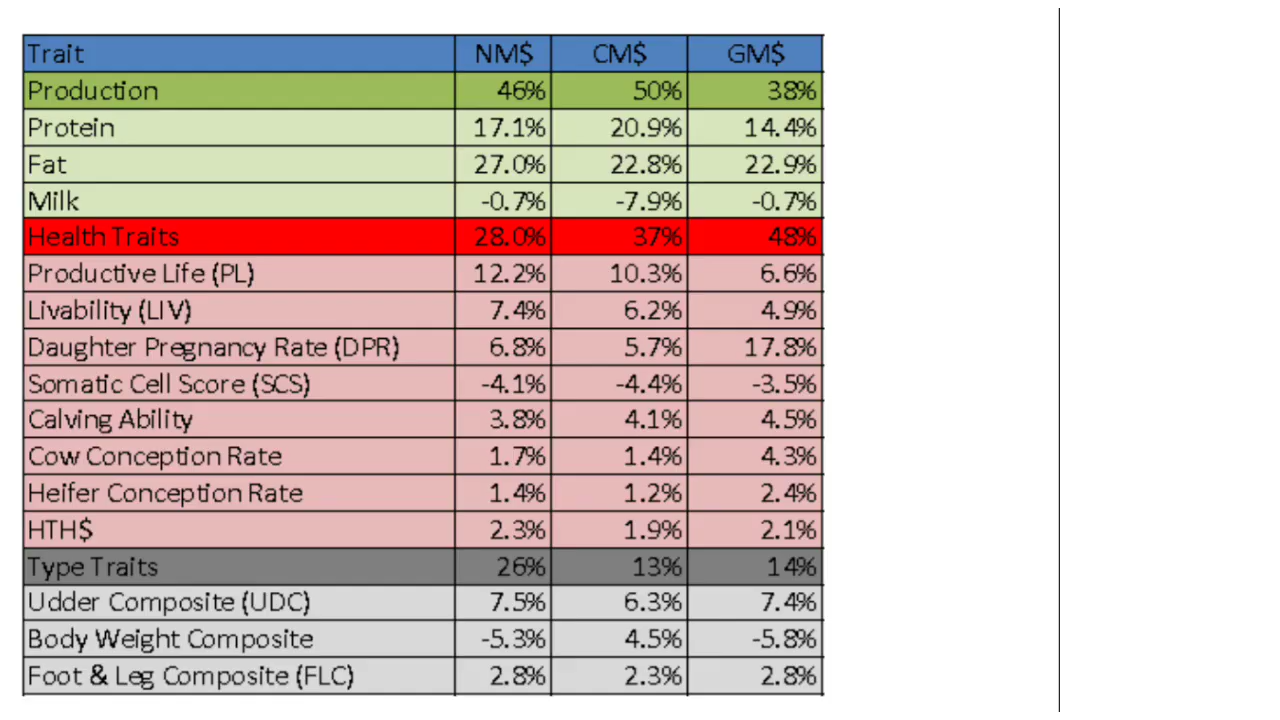 Trait NM$ CM$ GM$
Production 46% 50% 38%
Protein 17.1% 20.9% 14.4%
Fat 27.0% 22.8% 22.9%
Milk -0.7% -7.9% -0.7%
Health Traits 28.0% 37% 48%
Productive Life (PL) 12.2% 10.3% 6.6%
Livability (LIV) 7.4% 6.2% 4.9%
Daughter Pregnancy Rate (DPR) 6.8% 5.7% 17.8%
Somatic Cell Score (SCS) -4.1% -4.4% -3.5%
Calving Ability 3.8% 4.1% 4.5%
Cow Conception Rate 1.7% 1.4% 4.3%
Heifer Conception Rate 1.4% 1.2% 2.4%
HTH$ 2.3% 1.9% 2.1%
Type Traits 26% 13% 14%
Udder Composite (UDC) 7.5% 6.3% 7.4%
Body Weight Composite -5.3% 4.5% -5.8%
Foot & Leg Composite (FLC) 2.8% 2.3% 2.8%